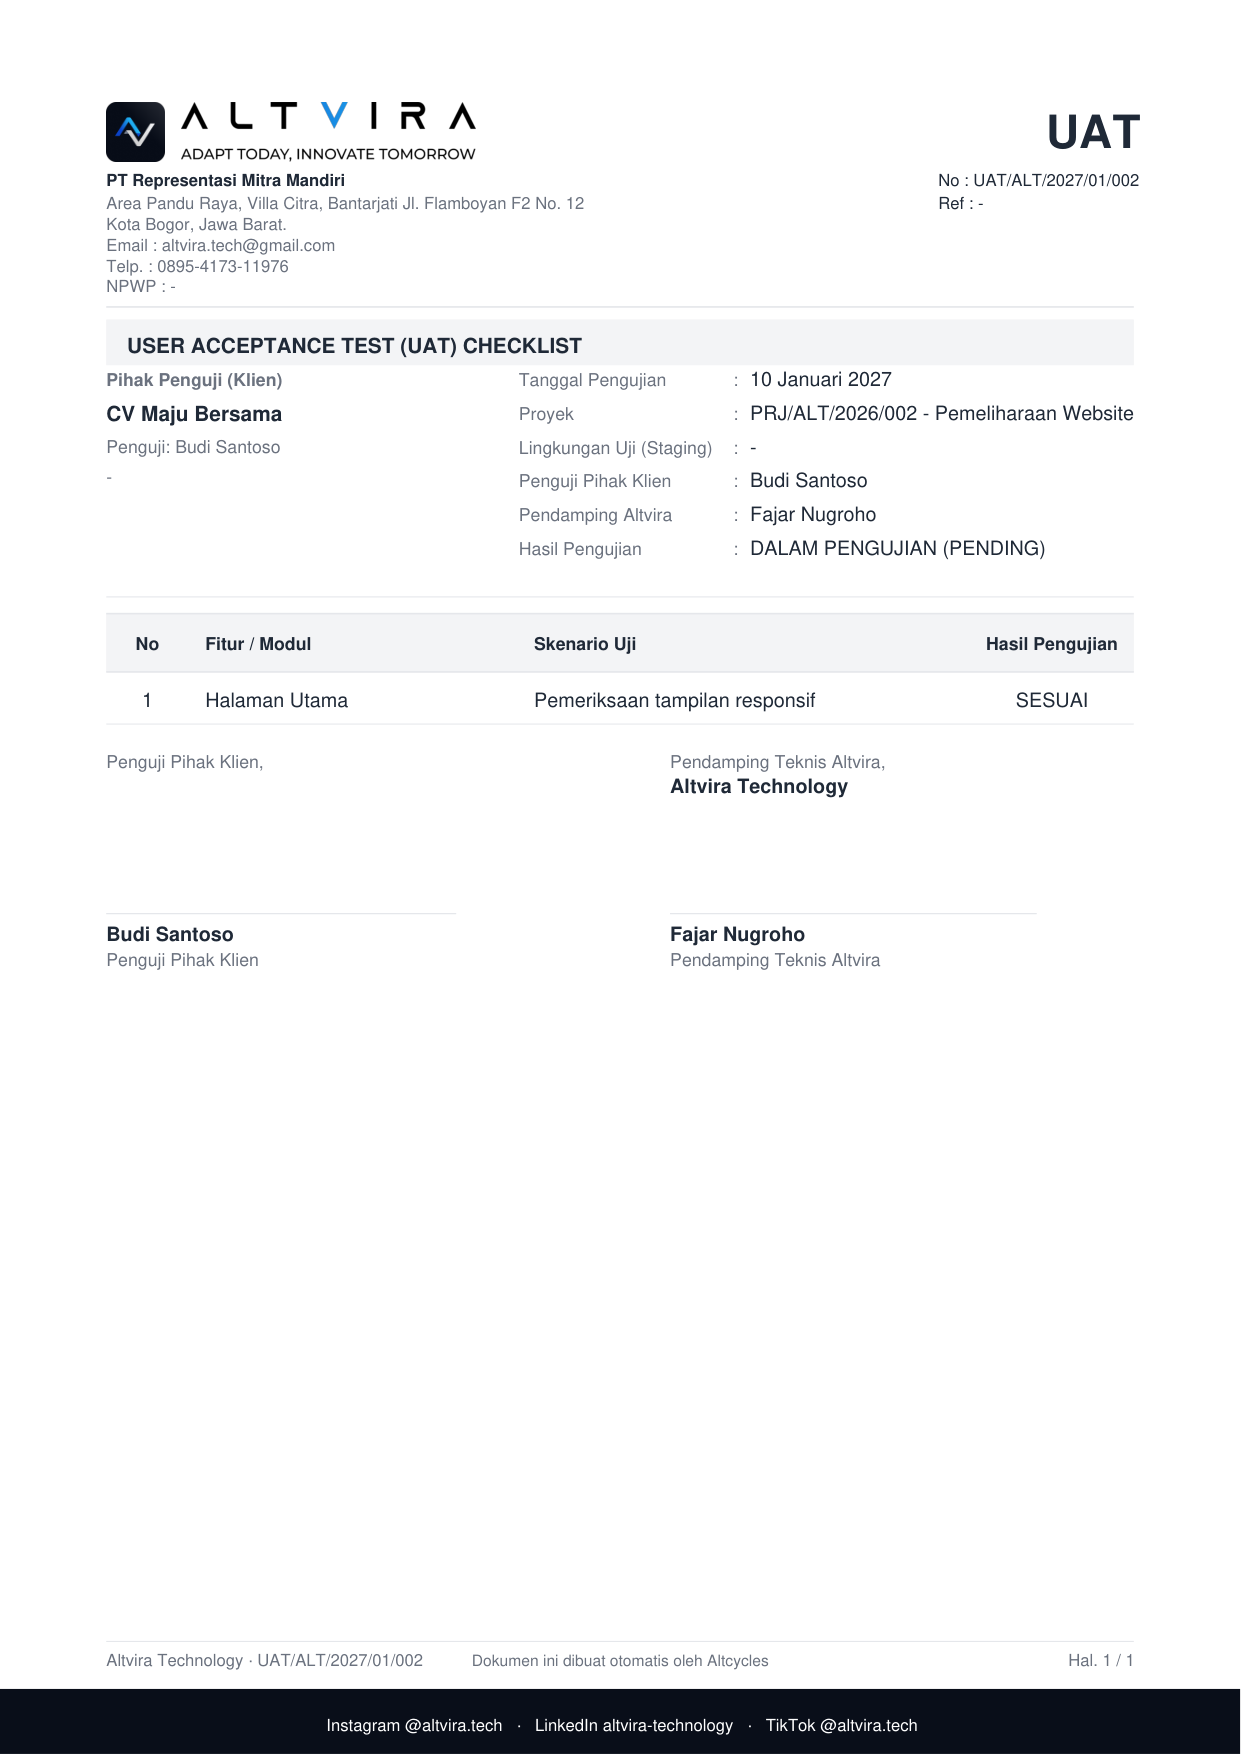 ALTVIRA
ADAPT TODAY, INNOVATE TOMORROW
UAT
PT Representasi Mitra Mandiri
No : UAT/ALT/2027/01/002
Area Pandu Raya, Villa Citra, Bantarjati Jl. Flamboyan F2 No. 12
Ref : -
Kota Bogor, Jawa Barat.
Email : altvira.tech@gmail.com
Telp. : 0895-4173-11976
NPWP : -
USER ACCEPTANCE TEST (UAT) CHECKLIST
Pihak Penguji (Klien)
CV Maju Bersama
Penguji: Budi Santoso
-
Tanggal Pengujian : 10 Januari 2027
Proyek : PRJ/ALT/2026/002 - Pemeliharaan Website
Lingkungan Uji (Staging) : -
Penguji Pihak Klien : Budi Santoso
Pendamping Altvira : Fajar Nugroho
Hasil Pengujian : DALAM PENGUJIAN (PENDING)
No Fitur / Modul Skenario Uji Hasil Pengujian
1 Halaman Utama Pemeriksaan tampilan responsif SESUAI
Penguji Pihak Klien,
Pendamping Teknis Altvira,
Altvira Technology
Budi Santoso
Penguji Pihak Klien
Fajar Nugroho
Pendamping Teknis Altvira
Altvira Technology · UAT/ALT/2027/01/002 Dokumen ini dibuat otomatis oleh Altcycles Hal. 1 / 1
Instagram @altvira.tech · LinkedIn altvira-technology · TikTok @altvira.tech